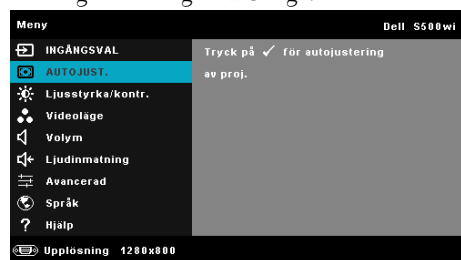 Meny
Dell S500wi
INGÅNGSVAL
AUTOJUST.
Ljusstyrka/kontr.
Videoläge
Volym
Ljudinmatning
Avancerad
Språk
Hjälp
Tryck på ✓ för autojustering
av proj.
Upplösning 1280x800